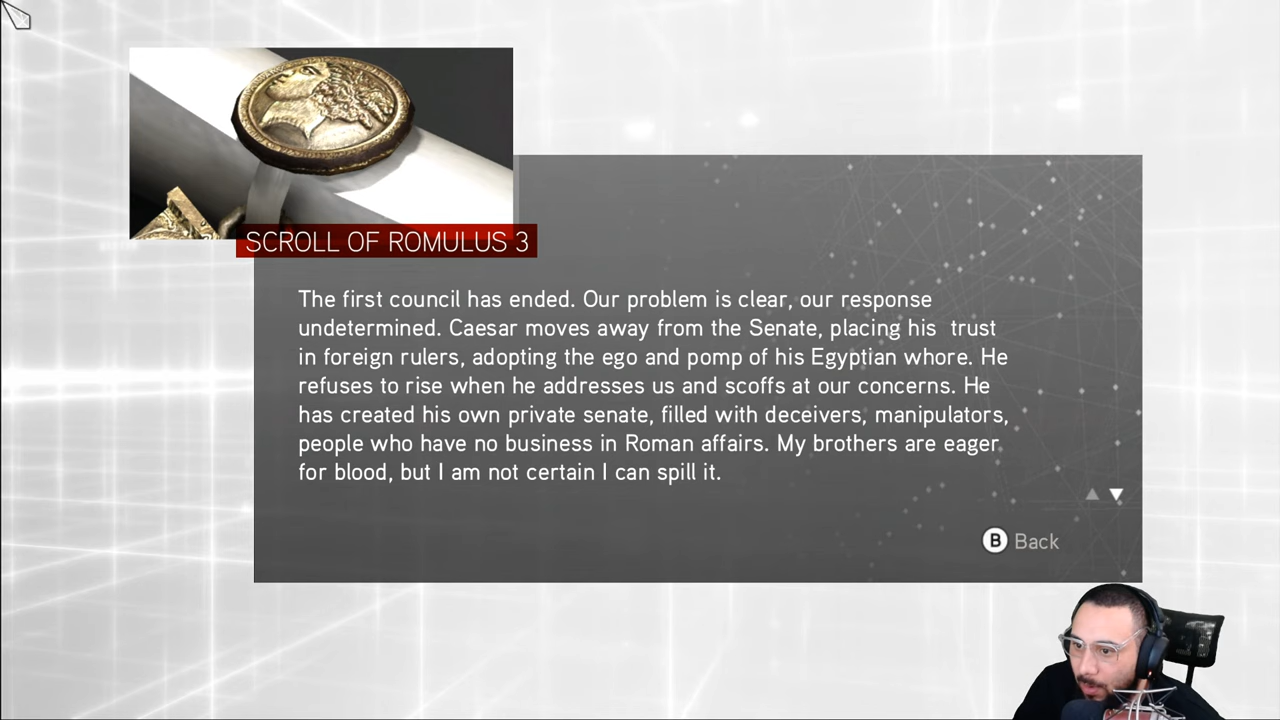 SCROLL OF ROMULUS 3
The first council has ended. Our problem is clear, our response
undetermined. Caesar moves away from the Senate, placing his  trust
in foreign rulers, adopting the ego and pomp of his Egyptian whore. He
refuses to rise when he addresses us and scoffs at our concerns. He
has created his own private senate, filled with deceivers, manipulators,
people who have no business in Roman affairs. My brothers are eager
for blood, but I am not certain I can spill it.
B Back